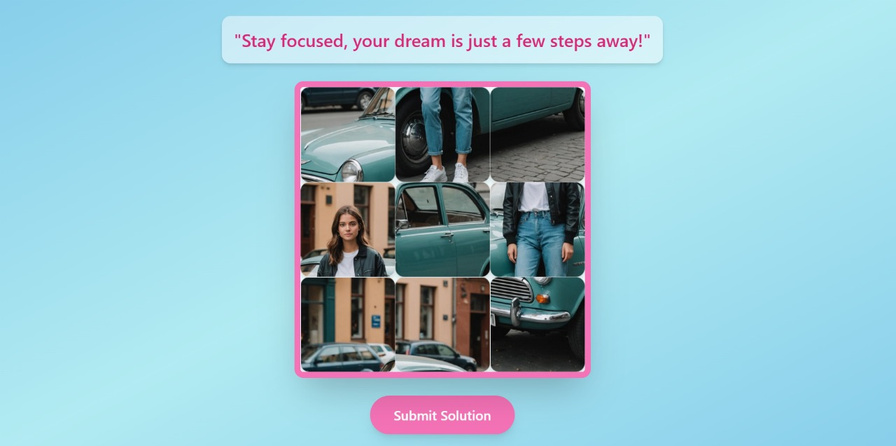 "Stay focused, your dream is just a few steps away!"
Submit Solution